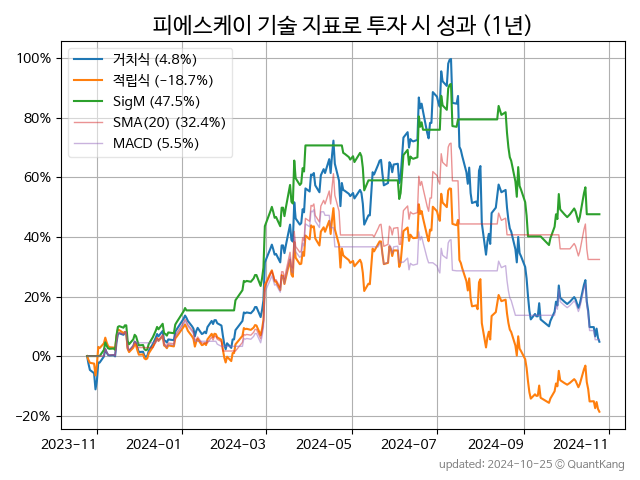 피에스케이 기술 지표로 투자 시 성과 (1년)
100%
80%
60%
40%
20%
0%
−20%
거치식 (4.8%)
적립식 (−18.7%)
SigM (47.5%)
SMA(20) (32.4%)
MACD (5.5%)
2023−11 2024−01 2024−03 2024−05 2024−07 2024−09 2024−11
updated: 2024-10-25 © QuantKang